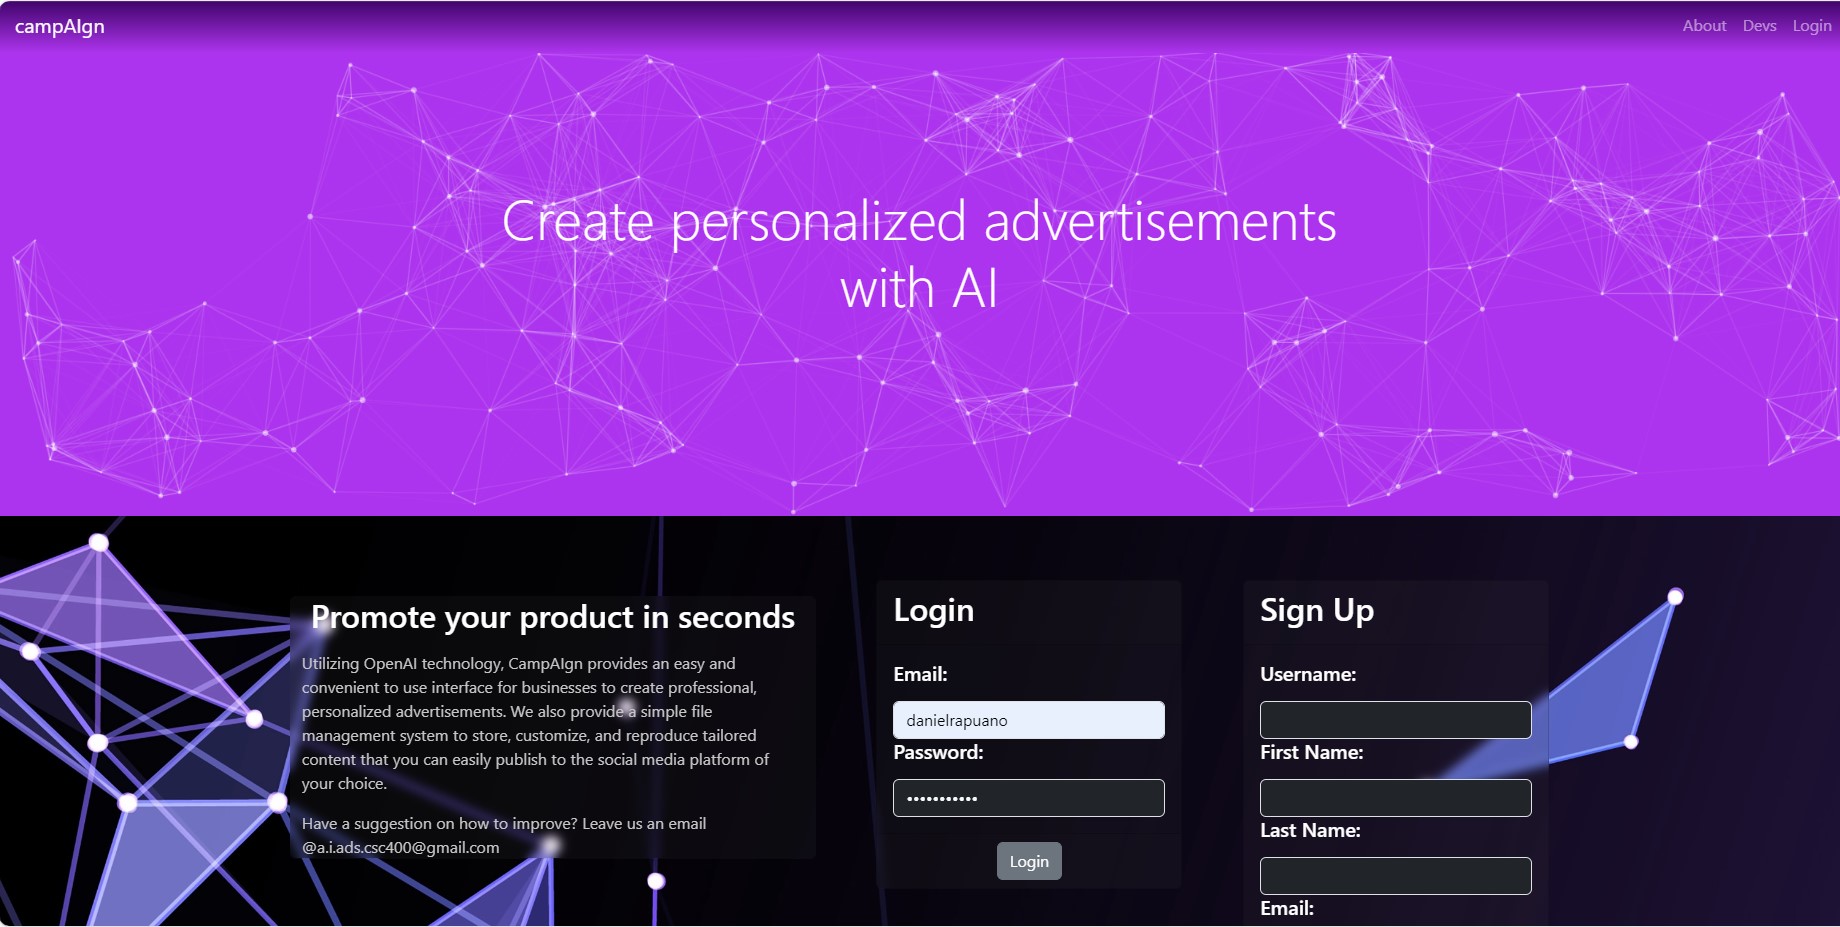 campAIgn
About Devs Login
Create personalized advertisements
with AI
Promote your product in seconds
Utilizing OpenAI technology, CampAIgn provides an easy and
convenient to use interface for businesses to create professional,
personalized advertisements. We also provide a simple file
management system to store, customize, and reproduce tailored
content that you can easily publish to the social media platform of
your choice.
Have a suggestion on how to improve? Leave us an email
@a.i.ads.csc400@gmail.com
Login
Email:
danielrapuano
Password:
•••••••••••
Login
Sign Up
Username:
First Name:
Last Name:
Email: